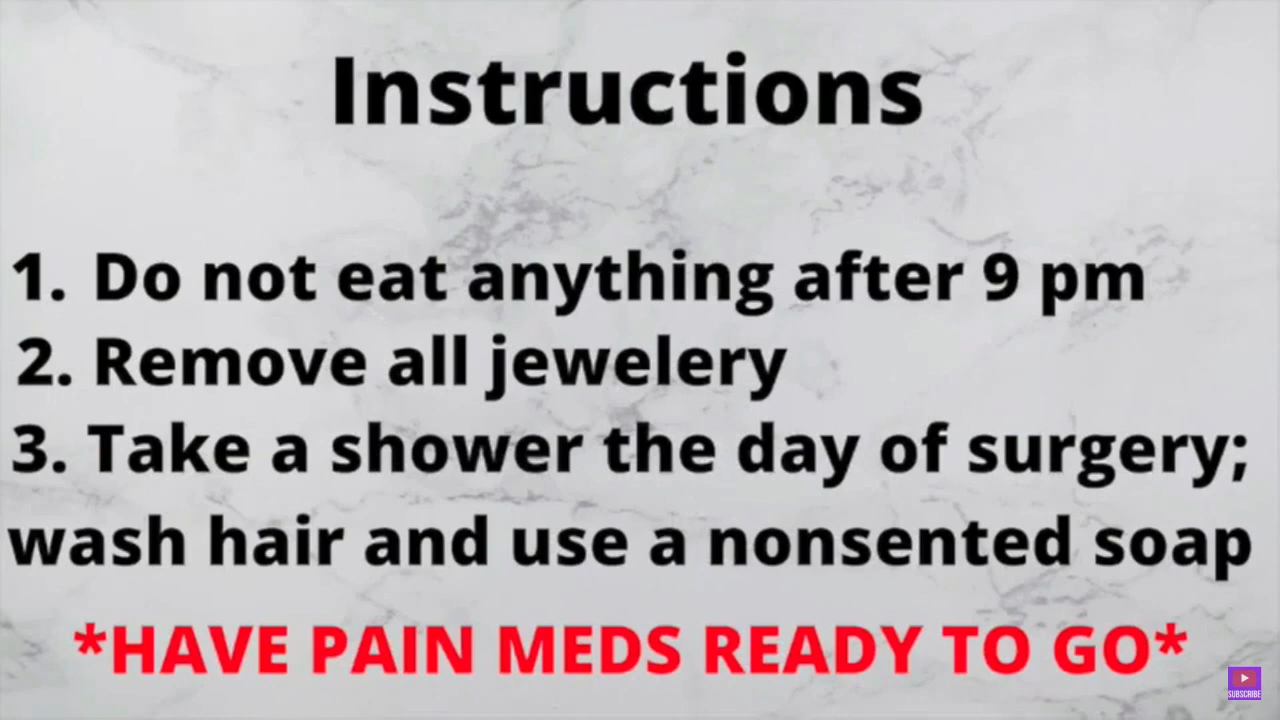 Instructions
1. Do not eat anything after 9 pm
2. Remove all jewelery
3. Take a shower the day of surgery;
wash hair and use a nonsented soap
*HAVE PAIN MEDS READY TO GO*
SUBSCRIBE